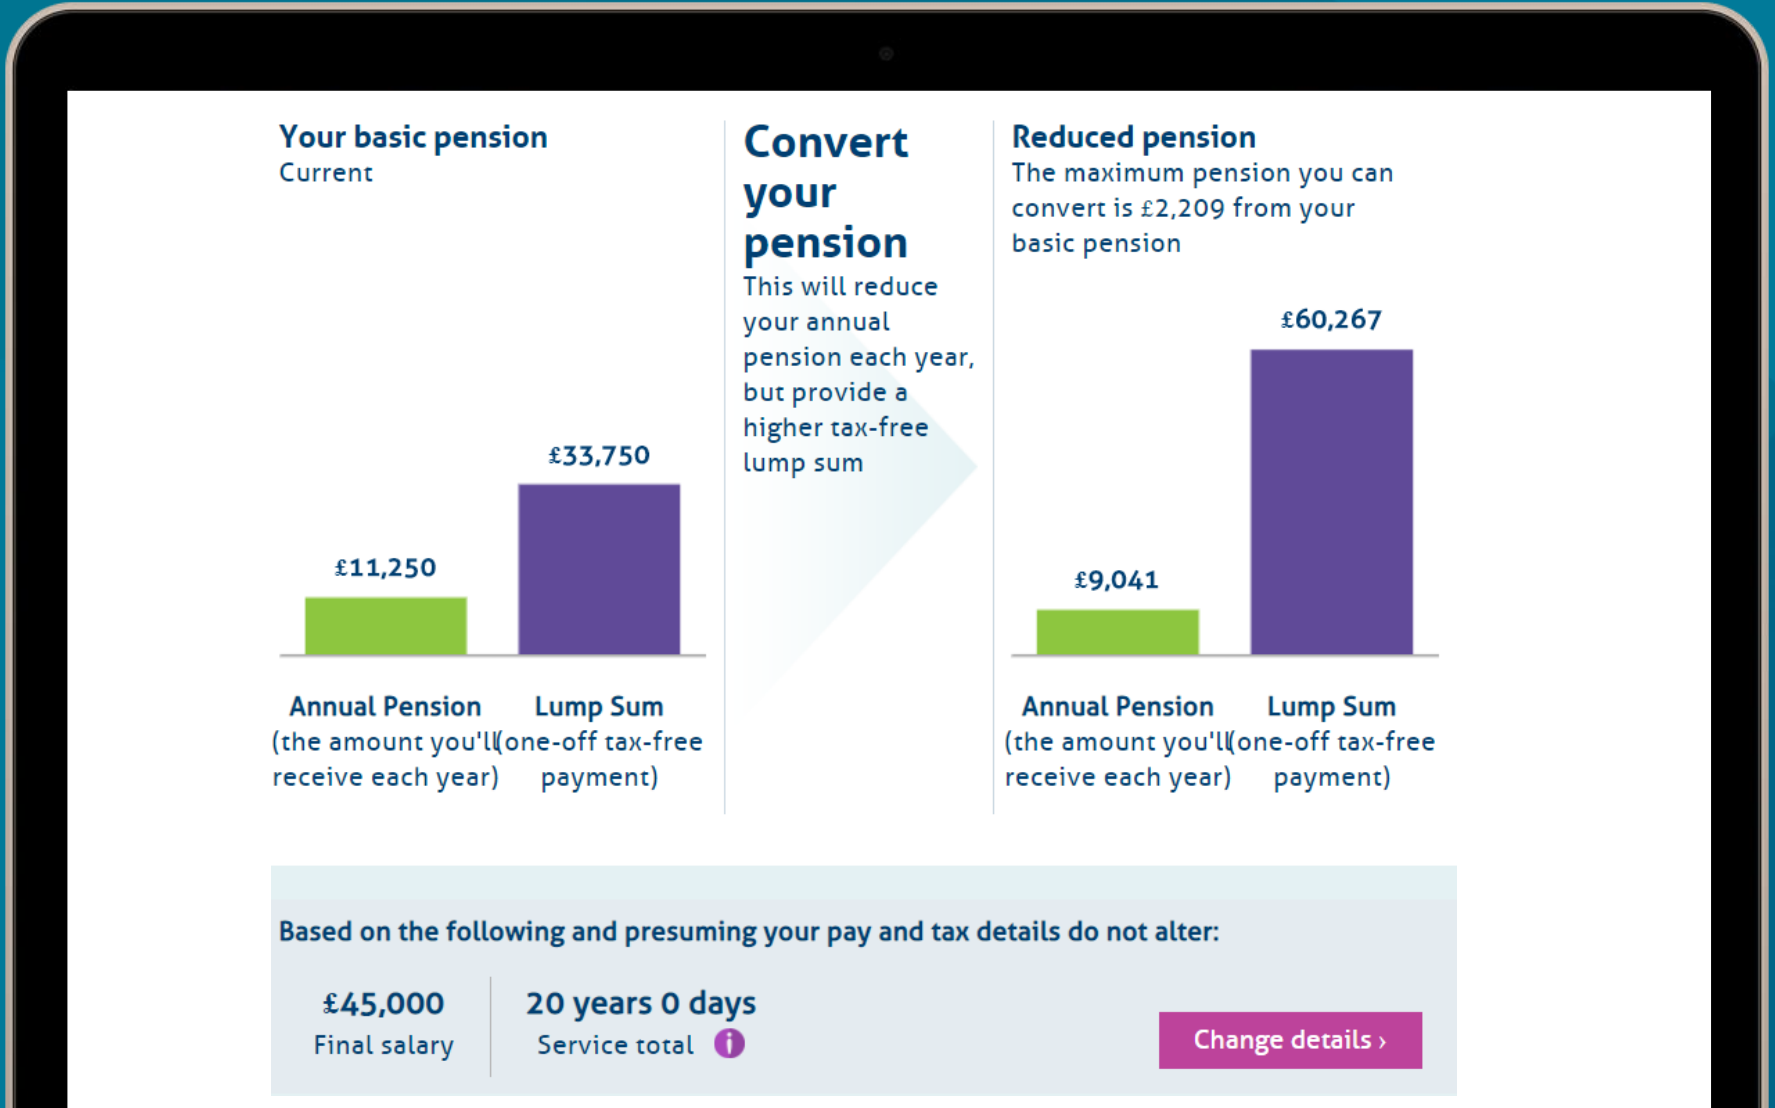 Your basic pension
Current
£33,750
£11,250
Annual Pension
(the amount you'll
receive each year)
Lump Sum
(one-off tax-free
payment)
Convert
your
pension
This will reduce
your annual
pension each year,
but provide a
higher tax-free
lump sum
Reduced pension
The maximum pension you can
convert is £2,209 from your
basic pension
£60,267
£9,041
Annual Pension
(the amount you'll
receive each year)
Lump Sum
(one-off tax-free
payment)
Based on the following and presuming your pay and tax details do not alter:
£45,000
Final salary
20 years 0 days
Service total i
Change details ›